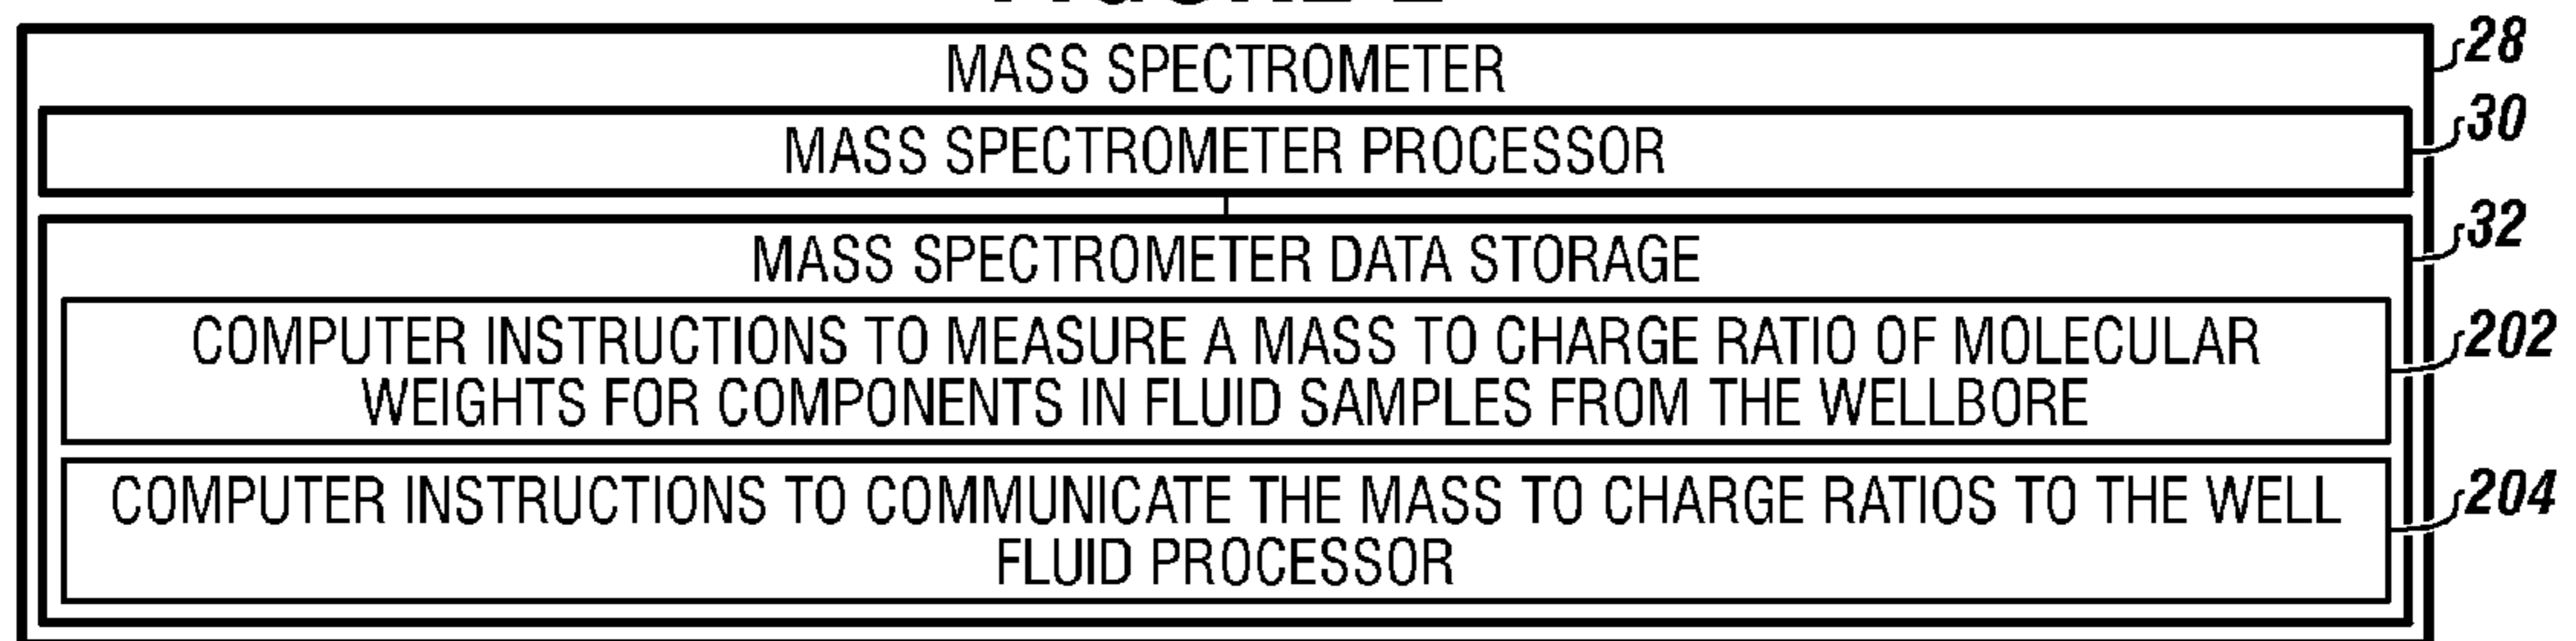 MASS SPECTROMETER
28
MASS SPECTROMETER PROCESSOR
30
MASS SPECTROMETER DATA STORAGE
32
COMPUTER INSTRUCTIONS TO MEASURE A MASS TO CHARGE RATIO OF MOLECULAR
WEIGHTS FOR COMPONENTS IN FLUID SAMPLES FROM THE WELLBORE
202
COMPUTER INSTRUCTIONS TO COMMUNICATE THE MASS TO CHARGE RATIOS TO THE WELL
FLUID PROCESSOR
204